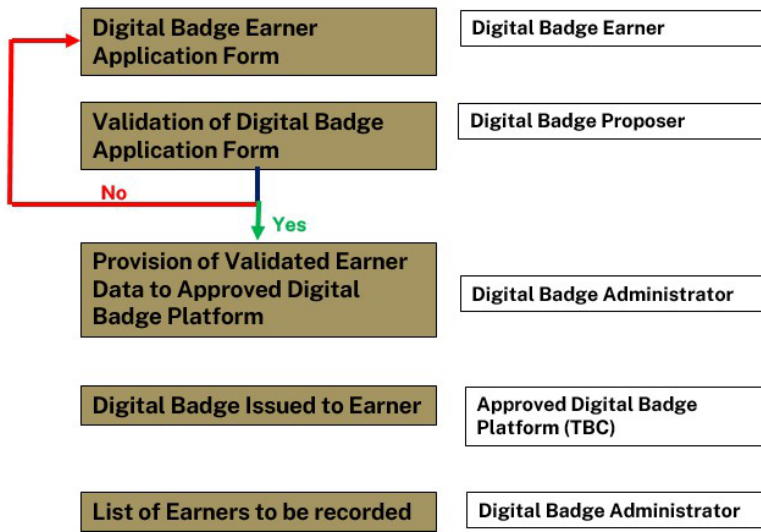 Digital Badge Earner
Application Form
Digital Badge Earner
Validation of Digital Badge
Application Form
Digital Badge Proposer
No
Yes
Provision of Validated Earner
Data to Approved Digital
Badge Platform
Digital Badge Administrator
Digital Badge Issued to Earner
Approved Digital Badge
Platform (TBC)
List of Earners to be recorded
Digital Badge Administrator